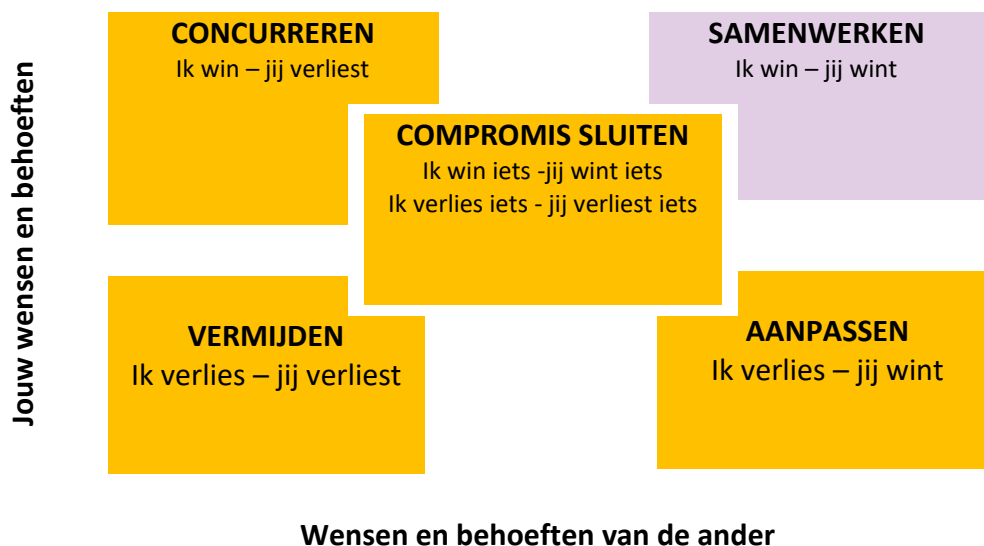 CONCURREREN
Ik win – jij verliest
SAMENWERKEN
Ik win – jij wint
COMPROMIS SLUITEN
Ik win iets -jij wint iets
Ik verlies iets - jij verliest iets
VERMIJDEN
Ik verlies – jij verliest
AANPASSEN
Ik verlies – jij wint
Jouw wensen en behoeften
Wensen en behoeften van de ander